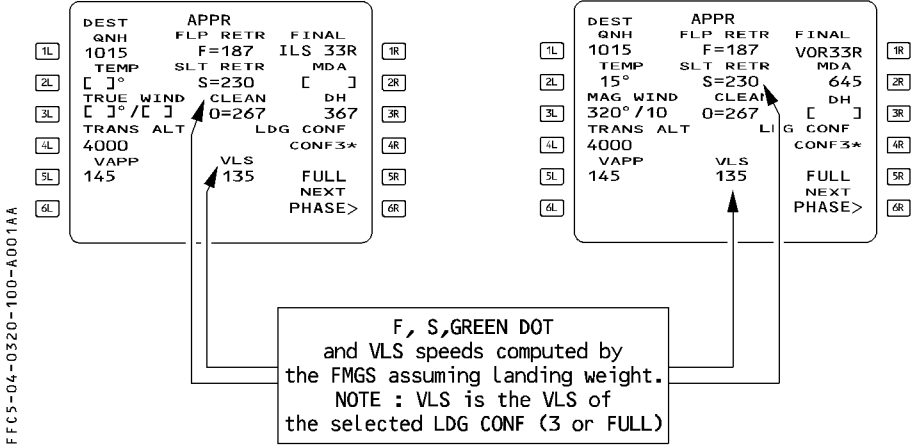 DEST APPR
QNH FLP RETR FINAL
1L 1015 F=187 ILS 33R 1R
TEMP SLT RETR MDA
2L [ ]° S=230 [ ] 2R
TRUE WIND CLEAN DH
3L [ ]°/[ ] O=267 367 3R
TRANS ALT LDG CONF
4L 4000 CONF3* 4R
VAPP VLS
5L 145 135 FULL 5R
NEXT
6L PHASE> 6R
DEST APPR
QNH FLP RETR FINAL
1L 1015 F=187 VOR33R 1R
TEMP SLT RETR MDA
2L 15° S=230 645 2R
MAG WIND CLEAN DH
3L 320°/10 O=267 [ ] 3R
TRANS ALT LDG CONF
4L 4000 CONF3* 4R
VAPP VLS
5L 145 135 FULL 5R
NEXT
6L PHASE> 6R
F, S,GREEN DOT
and VLS speeds computed by
the FMGS assuming landing weight.
NOTE : VLS is the VLS of
the selected LDG CONF (3 or FULL)
FFC5-04-0320-100-A001AA